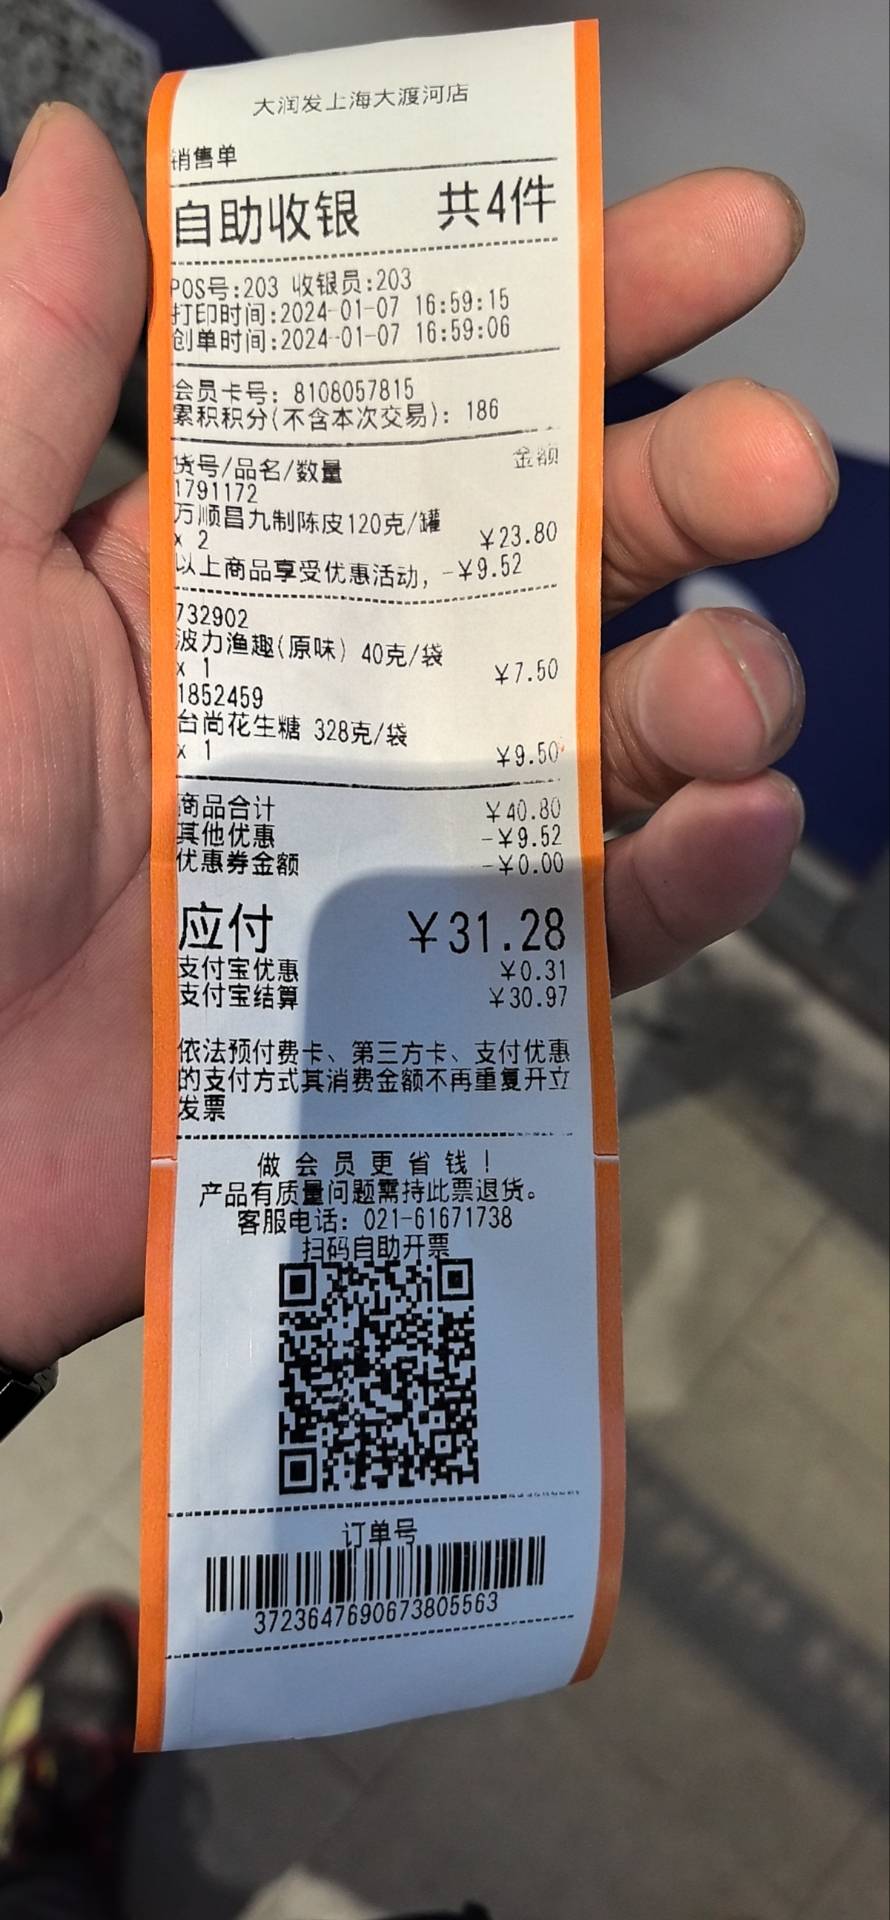 大润发上海大渡河店
销售单
自助收银 共4件
POS号:203 收银员:203
打印时间:2024-01-07 16:59:15
创单时间:2024-01-07 16:59:06
会员卡号: 8108057815
累积积分(不含本次交易): 186
货号/品名/数量 金额
1791172
万顺昌九制陈皮120克/罐
x 2 ¥23.80
以上商品享受优惠活动, -¥9.52
732902
波力渔趣(原味) 40克/袋
x 1 ¥7.50
1852459
台尚花生糖 328克/袋
x 1 ¥9.50
商品合计 ¥40.80
其他优惠 -¥9.52
优惠券金额 -¥0.00
应付 ¥31.28
支付宝优惠 ¥0.31
支付宝结算 ¥30.97
依法预付费卡、第三方卡、支付优惠
的支付方式其消费金额不再重复开立
发票
做会员更省钱!
产品有质量问题需持此票退货。
客服电话: 021-61671738
扫码自助开票
订单号
3723647690673805563